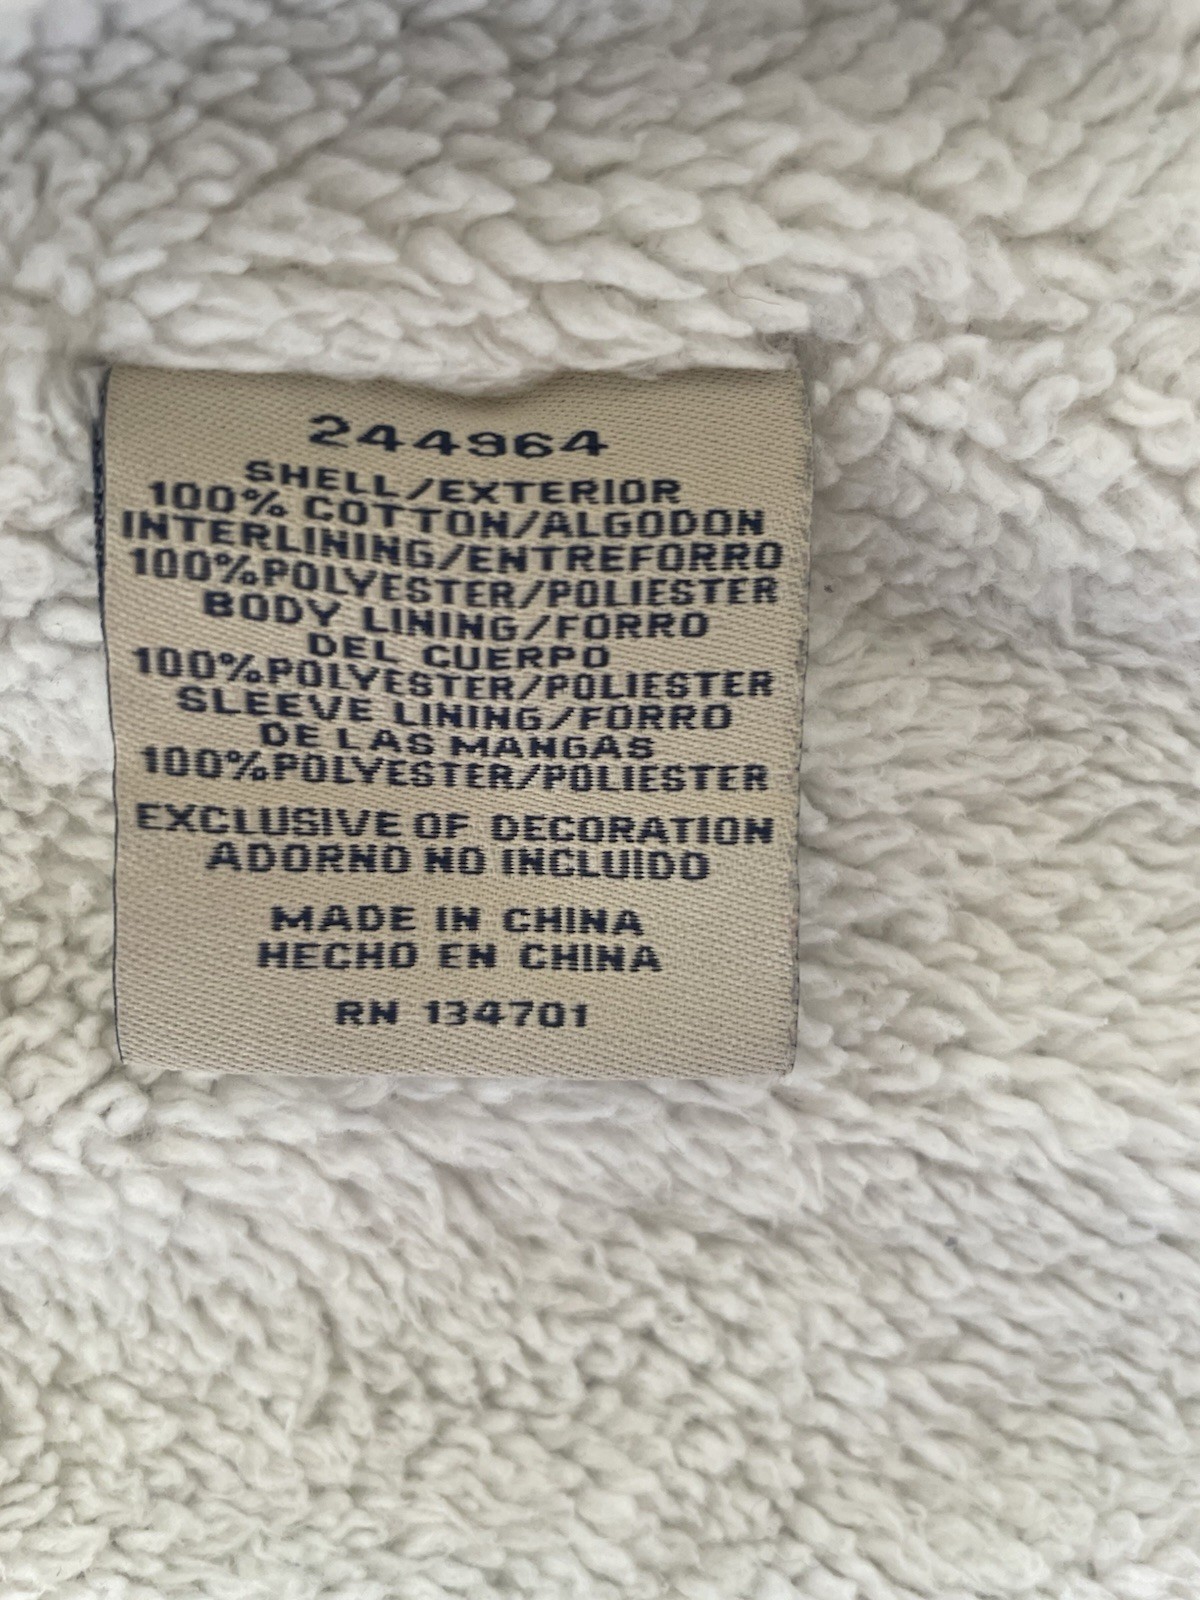 244964
SHELL/EXTERIOR
100% COTTON/ALGODON
INTERLINING/ENTREFORRO
100%POLYESTER/POLIESTER
BODY LINING/FORRO
DEL CUERPO
100%POLYESTER/POLIESTER
SLEEVE LINING/FORRO
DE LAS MANGAS
100%POLYESTER/POLIESTER
EXCLUSIVE OF DECORATION
ADORNO NO INCLUIDO
MADE IN CHINA
HECHO EN CHINA
RN 134701